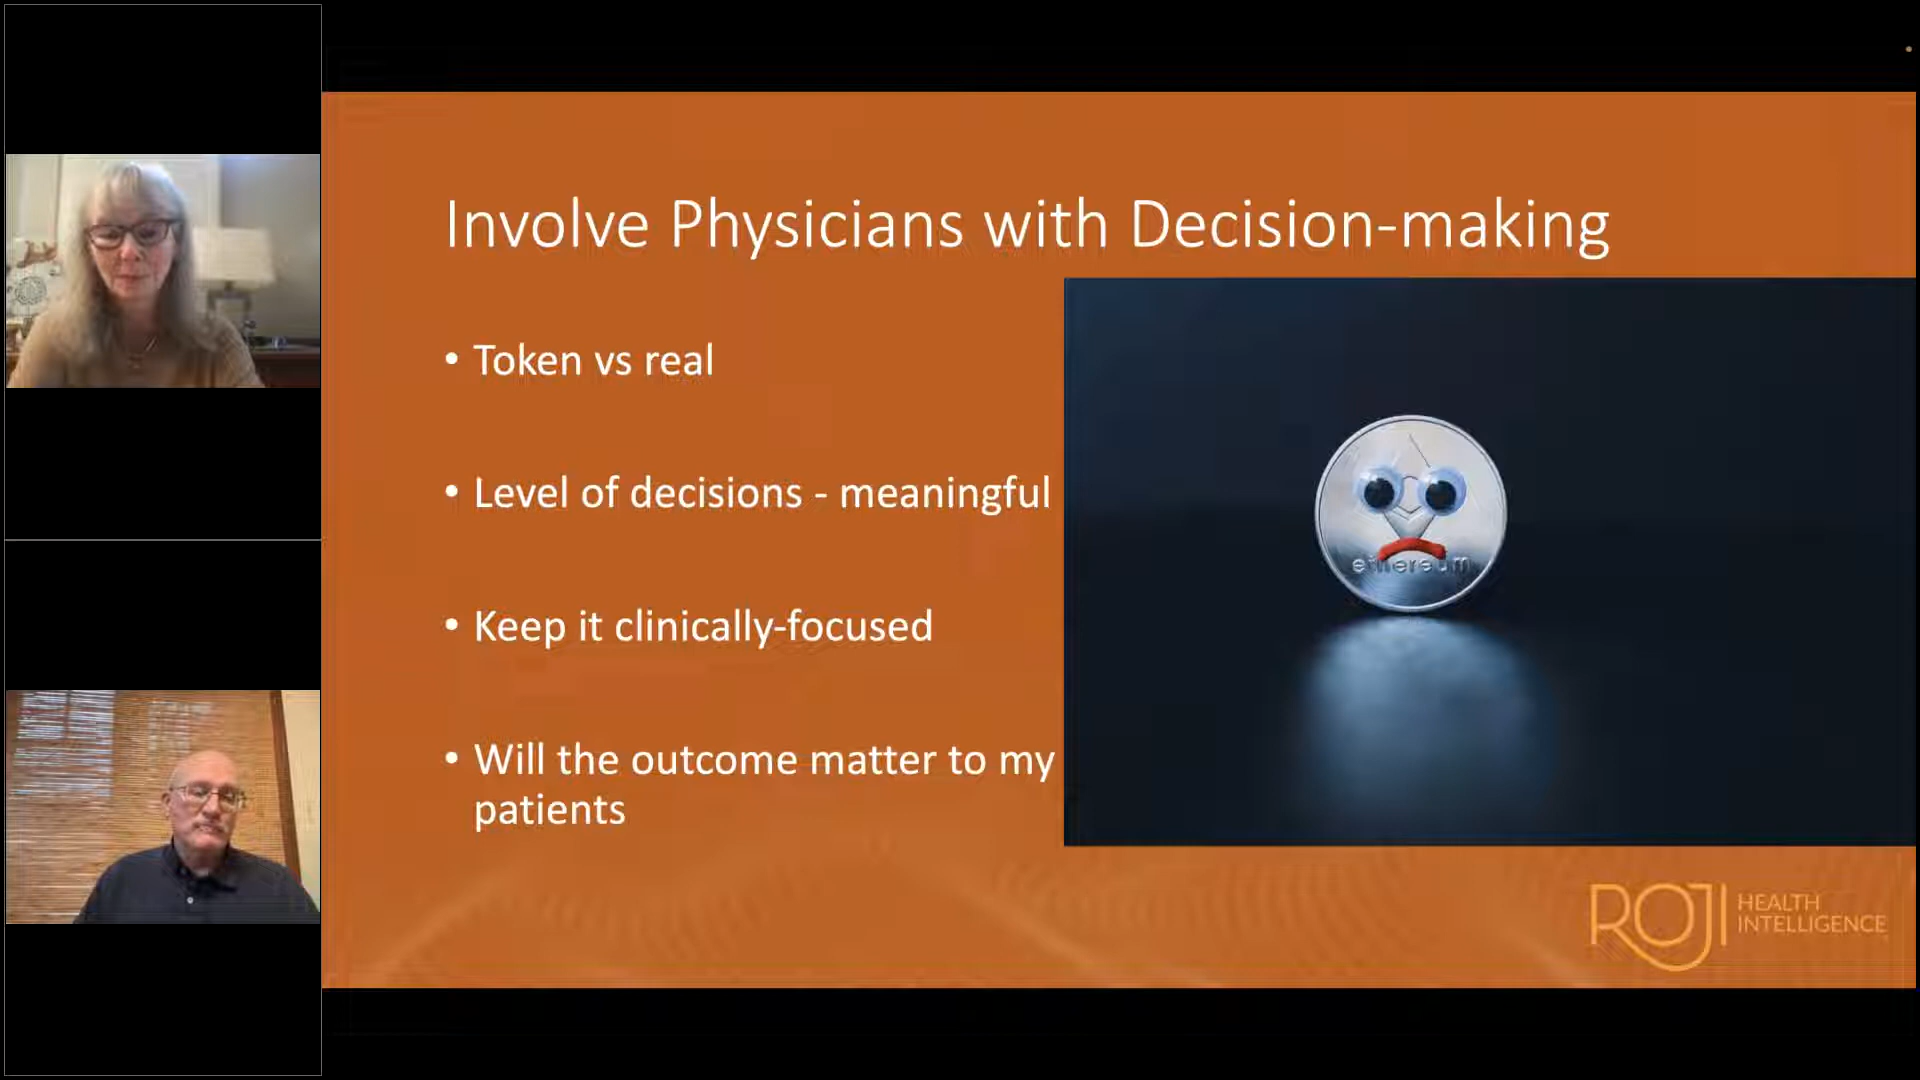 Involve Physicians with Decision-making
• Token vs real
• Level of decisions - meaningful
• Keep it clinically-focused
• Will the outcome matter to my
patients
ethereum
ROJI HEALTH
INTELLIGENCE